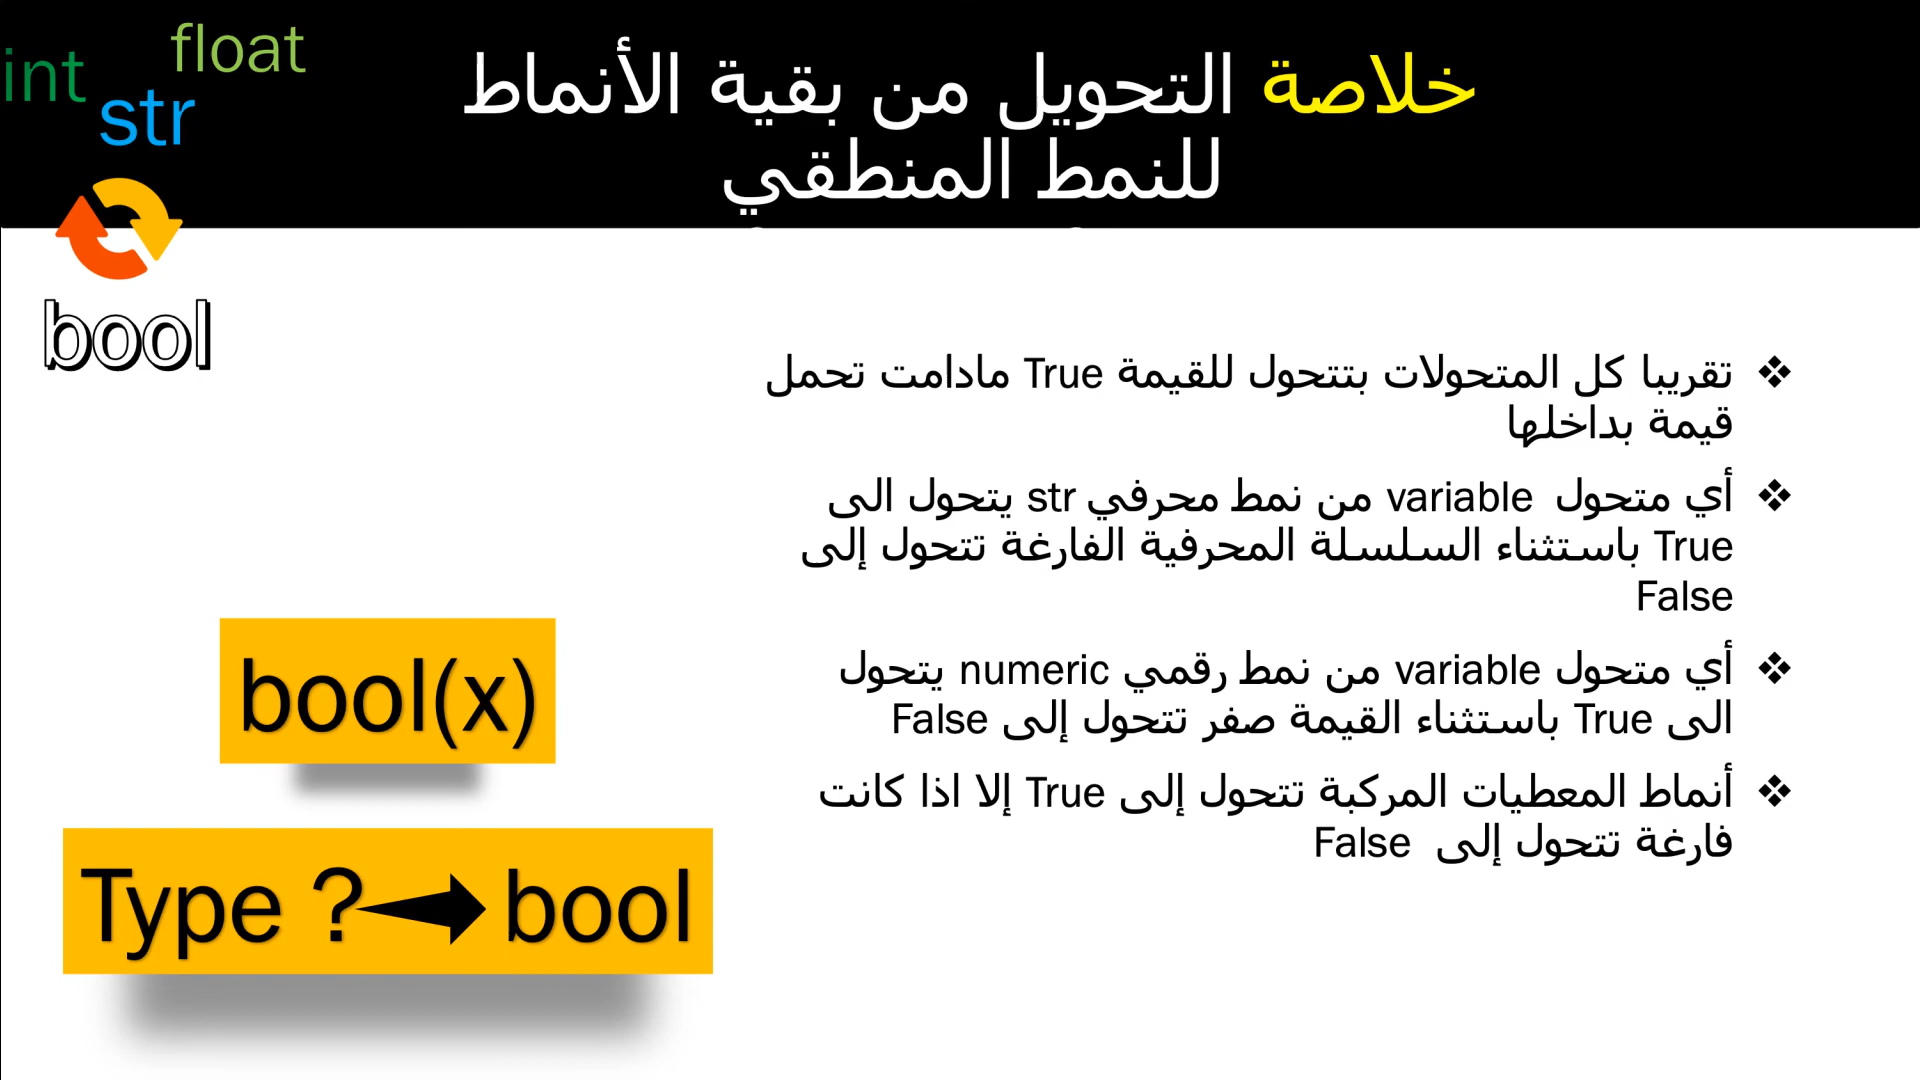 float
int
str
bool
خلاصة التحويل من بقية الأنماط
للنمط المنطقي
❖ تقريبا كل المتحولات بتتحول للقيمة True مادامت تحمل
قيمة بداخلها
❖ أي متحول variable من نمط محرفي str يتحول الى
True باستثناء السلسلة المحرفية الفارغة تتحول إلى
False
❖ أي متحول variable من نمط رقمي numeric يتحول
الى True باستثناء القيمة صفر تتحول إلى False
❖ أنماط المعطيات المركبة تتحول إلى True إلا اذا كانت
فارغة تتحول إلى False
bool(x)
Type ? bool